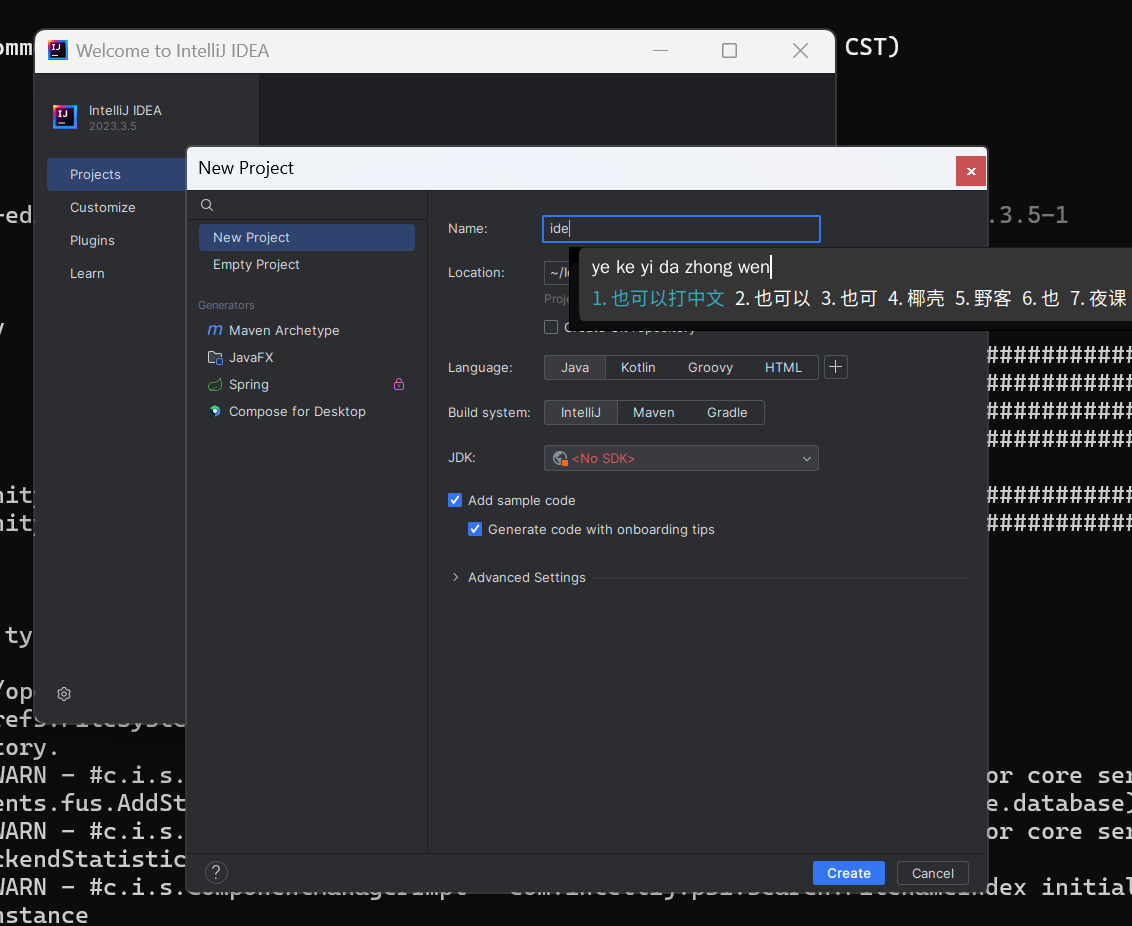 omm
CST)
Welcome to IntelliJ IDEA
IntelliJ IDEA
2023.3.5
Projects
Customize
Plugins
Learn
-ed
.3.5-1
New Project
New Project
Empty Project
Generators
Maven Archetype
JavaFX
Spring
Compose for Desktop
Name: ide
Location: ~/I
Proje
Create Git repository
ye ke yi da zhong wen
1. 也可以打中文 2. 也可以 3. 也可 4. 椰壳 5. 野客 6. 也 7. 夜课
Language: Java Kotlin Groovy HTML
Build system: IntelliJ Maven Gradle
JDK: <No SDK>
Add sample code
Generate code with onboarding tips
Advanced Settings
? Create Cancel
###########
###########
###########
###########
nity ###########
nity ###########
ty
/op
refs.FileSyste
tory.
WARN - #c.i.s. or core ser
ents.fus.AddSt e.database]
WARN - #c.i.s. or core ser
ckendStatistic
WARN - #c.i.s.ComponentManagerImpl - com.intellij.psi.search.FilenameIndex initial
nstance